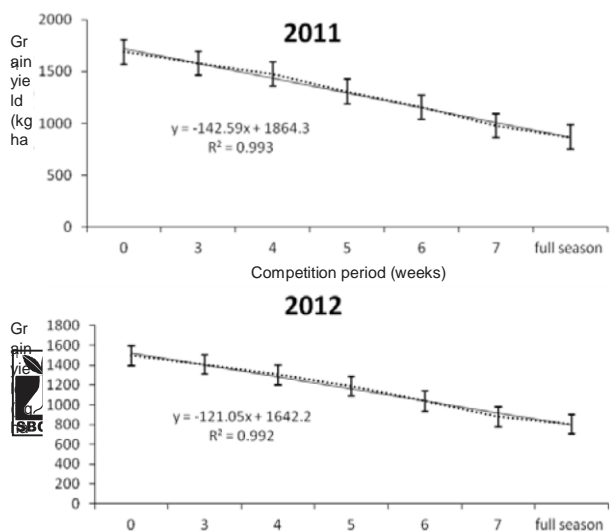 2011
Gr
ain
yie
ld
(kg
ha
2000
1500
1000
500
0
y = -142.59x + 1864.3
R² = 0.993
0 3 4 5 6 7 full season
Competition period (weeks)
2012
Gr
ain
yie
1800
1600
1400
1200
1000
800
600
400
200
0
SBC
y = -121.05x + 1642.2
R² = 0.992
0 3 4 5 6 7 full season